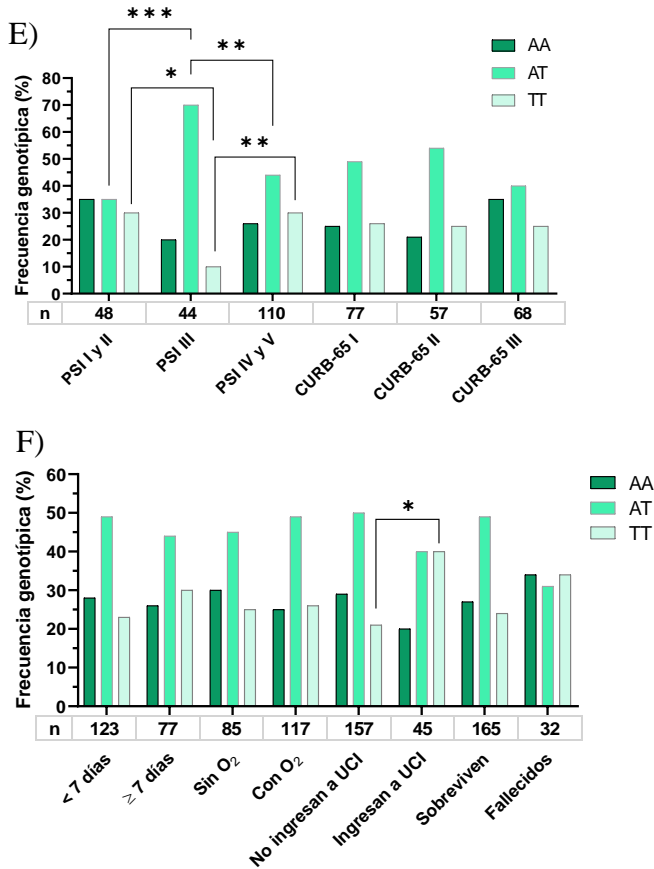 E)
***
**
*
**
AA
AT
TT
Frecuencia genotípica (%)
80
70
60
50
40
30
20
10
0
n 48 44 110 77 57 68
PSI I y II
PSI III
PSI IV y V
CURB-65 I
CURB-65 II
CURB-65 III
F)
*
AA
AT
TT
Frecuencia genotípica (%)
60
50
40
30
20
10
0
n 123 77 85 117 157 45 165 32
< 7 días
≥ 7 días
Sin O₂
Con O₂
No ingresan a UCI
Ingresan a UCI
Sobreviven
Fallecidos